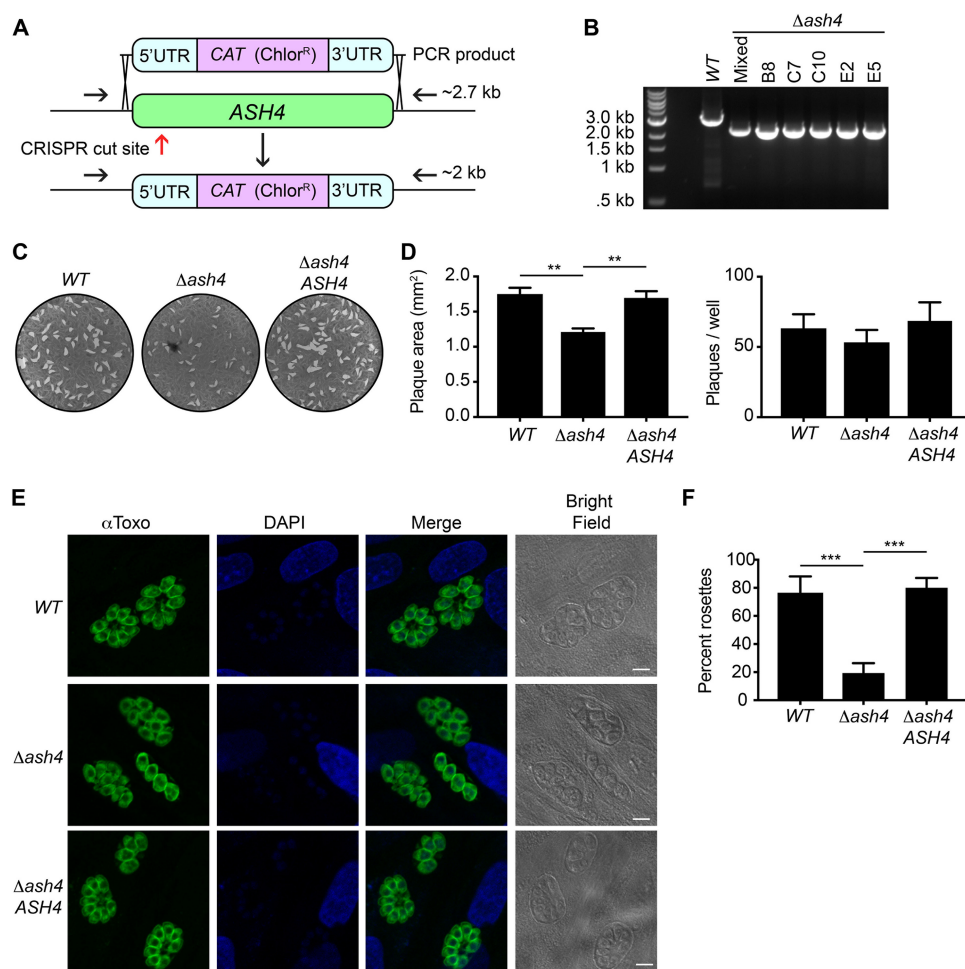 A
5’UTR CAT (Chlorᴿ) 3’UTR PCR product
~2.7 kb
ASH4
CRISPR cut site
~2 kb
5’UTR CAT (Chlorᴿ) 3’UTR
B
Δash4
WT Mixed B8 C7 C10 E2 E5
3.0 kb
2.0 kb
1.5 kb
1 kb
.5 kb
C
WT Δash4 Δash4
ASH4
D
Plaque area (mm²)
2.0
1.5
1.0
0.5
0.0
** **
WT Δash4 Δash4
ASH4
Plaques / well
100
50
0
WT Δash4 Δash4
ASH4
E
αToxo DAPI Merge Bright
Field
WT
Δash4
Δash4
ASH4
F
Percent rosettes
100
80
60
40
20
0
*** ***
WT Δash4 Δash4
ASH4